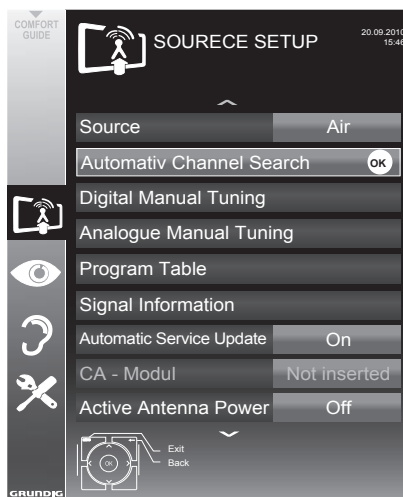 COMFORT
GUIDE
SOURECE SETUP
20.09.2010
15:46
Source Air
Automativ Channel Search OK
Digital Manual Tuning
Analogue Manual Tuning
Program Table
Signal Information
Automatic Service Update On
CA - Modul Not inserted
Active Antenna Power Off
Exit
OK
Back
GRUNDIG